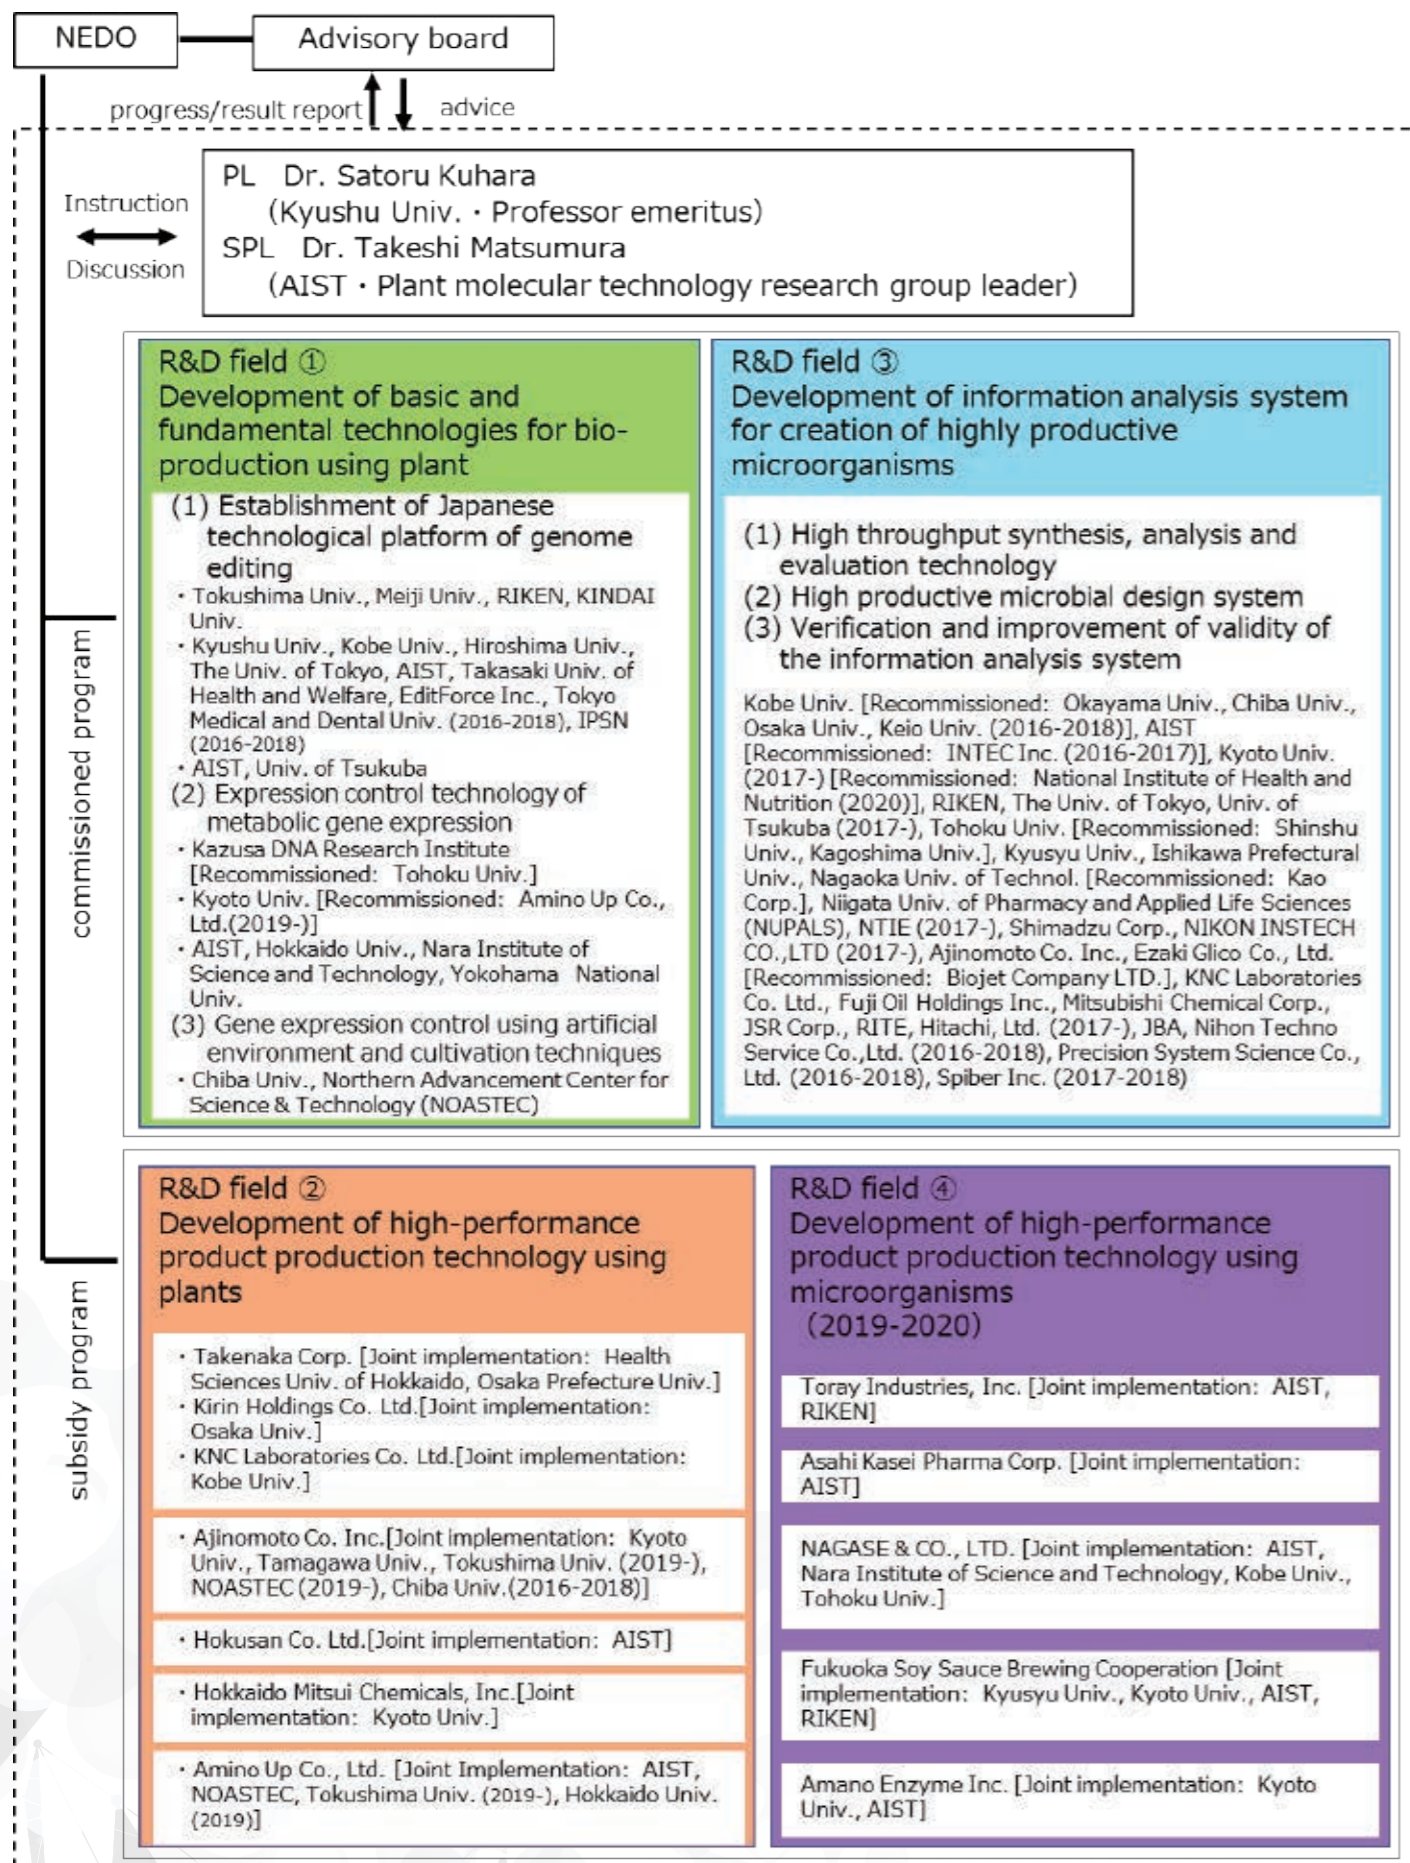 NEDO
Advisory board
progress/result report
advice
Instruction
Discussion
PL Dr. Satoru Kuhara
(Kyushu Univ.・Professor emeritus)
SPL Dr. Takeshi Matsumura
(AIST・Plant molecular technology research group leader)
commissioned program
R&D field ①
Development of basic and
fundamental technologies for bio-
production using plant
(1) Establishment of Japanese
technological platform of genome
editing
・Tokushima Univ., Meiji Univ., RIKEN, KINDAI
Univ.
・Kyushu Univ., Kobe Univ., Hiroshima Univ.,
The Univ. of Tokyo, AIST, Takasaki Univ. of
Health and Welfare, EditForce Inc., Tokyo
Medical and Dental Univ. (2016-2018), IPSN
(2016-2018)
・AIST, Univ. of Tsukuba
(2) Expression control technology of
metabolic gene expression
・Kazusa DNA Research Institute
[Recommissioned: Tohoku Univ.]
・Kyoto Univ. [Recommissioned: Amino Up Co.,
Ltd.(2019-)]
・AIST, Hokkaido Univ., Nara Institute of
Science and Technology, Yokohama National
Univ.
(3) Gene expression control using artificial
environment and cultivation techniques
・Chiba Univ., Northern Advancement Center for
Science & Technology (NOASTEC)
R&D field ③
Development of information analysis system
for creation of highly productive
microorganisms
(1) High throughput synthesis, analysis and
evaluation technology
(2) High productive microbial design system
(3) Verification and improvement of validity of
the information analysis system
Kobe Univ. [Recommissioned: Okayama Univ., Chiba Univ.,
Osaka Univ., Keio Univ. (2016-2018)], AIST
[Recommissioned: INTEC Inc. (2016-2017)], Kyoto Univ.
(2017-) [Recommissioned: National Institute of Health and
Nutrition (2020)], RIKEN, The Univ. of Tokyo, Univ. of
Tsukuba (2017-), Tohoku Univ. [Recommissioned: Shinshu
Univ., Kagoshima Univ.], Kyusyu Univ., Ishikawa Prefectural
Univ., Nagaoka Univ. of Technol. [Recommissioned: Kao
Corp.], Niigata Univ. of Pharmacy and Applied Life Sciences
(NUPALS), NTIE (2017-), Shimadzu Corp., NIKON INSTECH
CO.,LTD (2017-), Ajinomoto Co. Inc., Ezaki Glico Co., Ltd.
[Recommissioned: Biojet Company LTD.], KNC Laboratories
Co. Ltd., Fuji Oil Holdings Inc., Mitsubishi Chemical Corp.,
JSR Corp., RITE, Hitachi, Ltd. (2017-), JBA, Nihon Techno
Service Co.,Ltd. (2016-2018), Precision System Science Co.,
Ltd. (2016-2018), Spiber Inc. (2017-2018)
subsidy program
R&D field ②
Development of high-performance
product production technology using
plants
・Takenaka Corp. [Joint implementation: Health
Sciences Univ. of Hokkaido, Osaka Prefecture Univ.]
・Kirin Holdings Co. Ltd.[Joint implementation:
Osaka Univ.]
・KNC Laboratories Co. Ltd.[Joint implementation:
Kobe Univ.]
・Ajinomoto Co. Inc.[Joint implementation: Kyoto
Univ., Tamagawa Univ., Tokushima Univ. (2019-),
NOASTEC (2019-), Chiba Univ.(2016-2018)]
・Hokusan Co. Ltd.[Joint implementation: AIST]
・Hokkaido Mitsui Chemicals, Inc.[Joint
implementation: Kyoto Univ.]
・Amino Up Co., Ltd. [Joint Implementation: AIST,
NOASTEC, Tokushima Univ. (2019-), Hokkaido Univ.
(2019)]
R&D field ④
Development of high-performance
product production technology using
microorganisms
(2019-2020)
Toray Industries, Inc. [Joint implementation: AIST,
RIKEN]
Asahi Kasei Pharma Corp. [Joint implementation:
AIST]
NAGASE & CO., LTD. [Joint implementation: AIST,
Nara Institute of Science and Technology, Kobe Univ.,
Tohoku Univ.]
Fukuoka Soy Sauce Brewing Cooperation [Joint
implementation: Kyusyu Univ., Kyoto Univ., AIST,
RIKEN]
Amano Enzyme Inc. [Joint implementation: Kyoto
Univ., AIST]